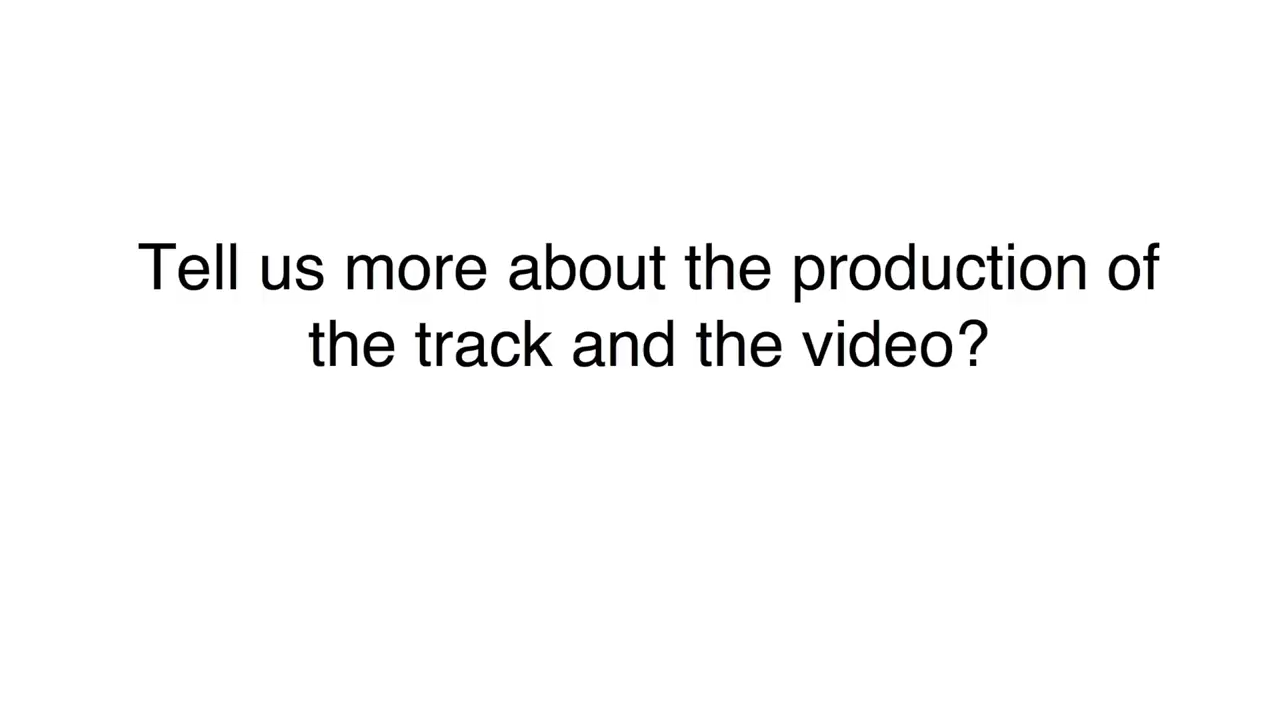 Tell us more about the production of
the track and the video?